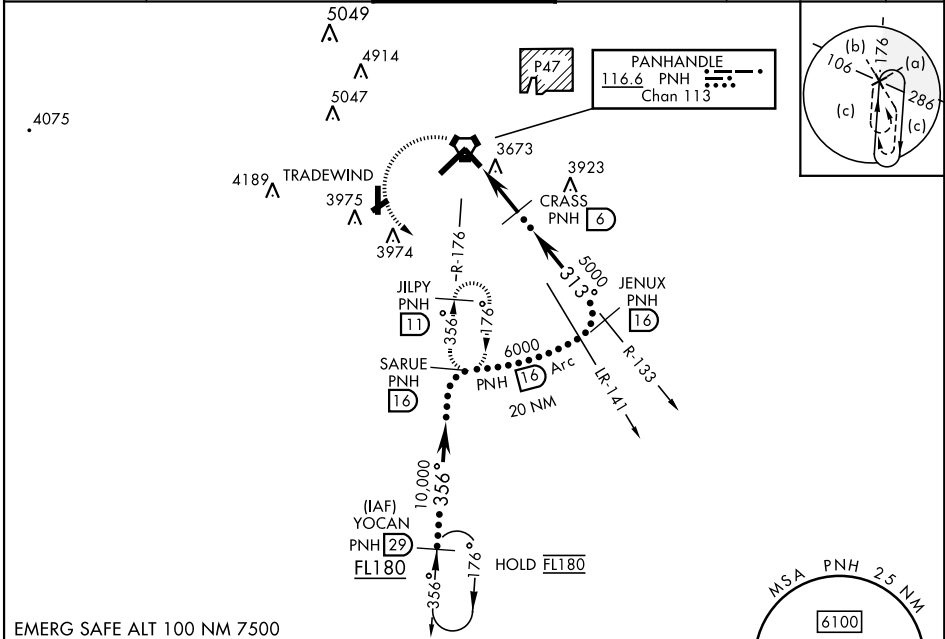 5049
4914
5047
4075
P47
PANHANDLE
116.6 PNH
Chan 113
(b)
176
106
(a)
286
(c)
(c)
3673
3923
4189
TRADEWIND
3975
3974
CRASS
PNH 6
R-176
5000
313°
JENUX
PNH
16
JILPY
PNH
11
356°
176°
R-133
LR-141
6000
SARUE
PNH
16
PNH 16 Arc
20 NM
10,000
356°
(IAF)
YOCAN
PNH 29
FL180
356°
176°
HOLD FL180
MSA PNH 25 NM
6100
EMERG SAFE ALT 100 NM 7500